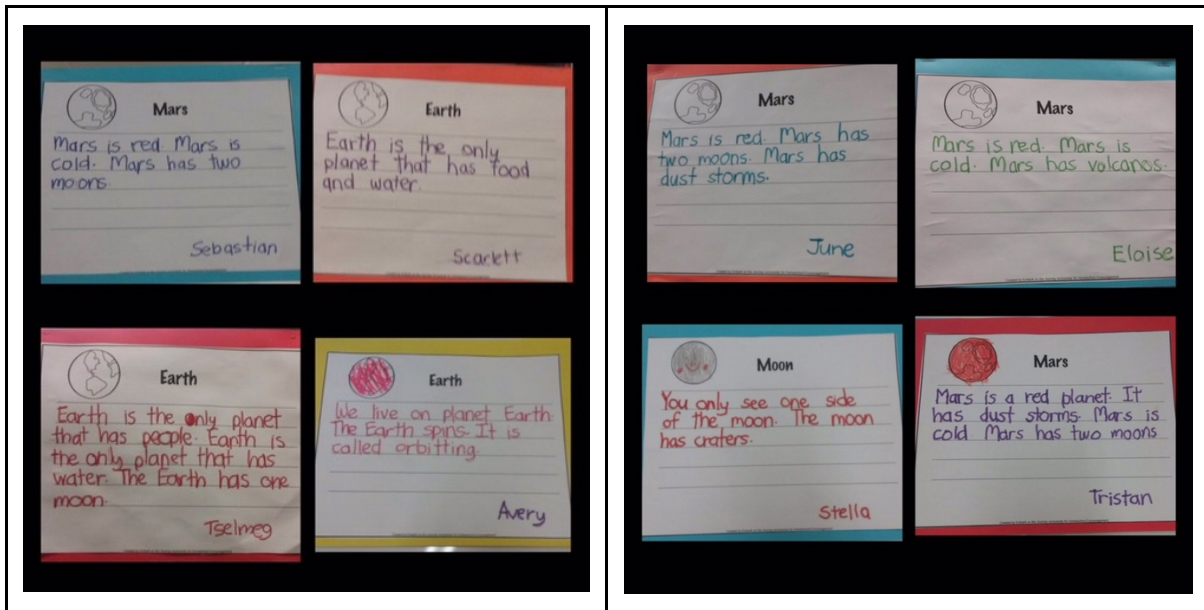 Mars
Mars is red. Mars is
cold. Mars has two
moons.
Sebastian
Earth
Earth is the only
planet that has food
and water.
Scarlett
Earth
Earth is the only planet
that has people. Earth is
the only planet that has
water. The Earth has one
moon.
Tselmeg
Earth
We live on planet Earth.
The Earth spins. It is
called orbitting.
Avery
Mars
Mars is red. Mars has
two moons. Mars has
dust storms.
June
Mars
Mars is red. Mars is
cold. Mars has volcanos.
Eloise
Moon
You only see one side
of the moon. The moon
has craters.
Stella
Mars
Mars is a red planet. It
has dust storms. Mars is
cold Mars has two moons
Tristan